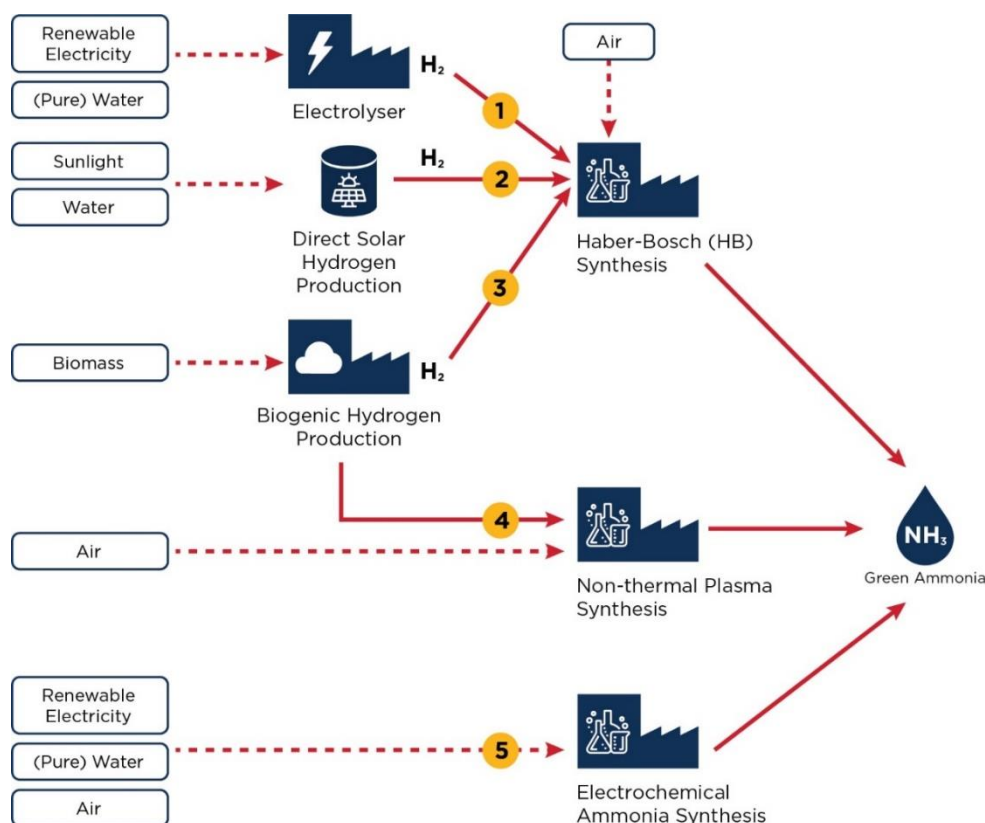 Renewable
Electricity
(Pure) Water
H₂
Electrolyser
1
Air
Sunlight
Water
H₂
2
Direct Solar
Hydrogen
Production
Haber-Bosch (HB)
Synthesis
3
Biomass
H₂
Biogenic Hydrogen
Production
4
Air
Non-thermal Plasma
Synthesis
NH₃
Green Ammonia
Renewable
Electricity
(Pure) Water
Air
5
Electrochemical
Ammonia Synthesis